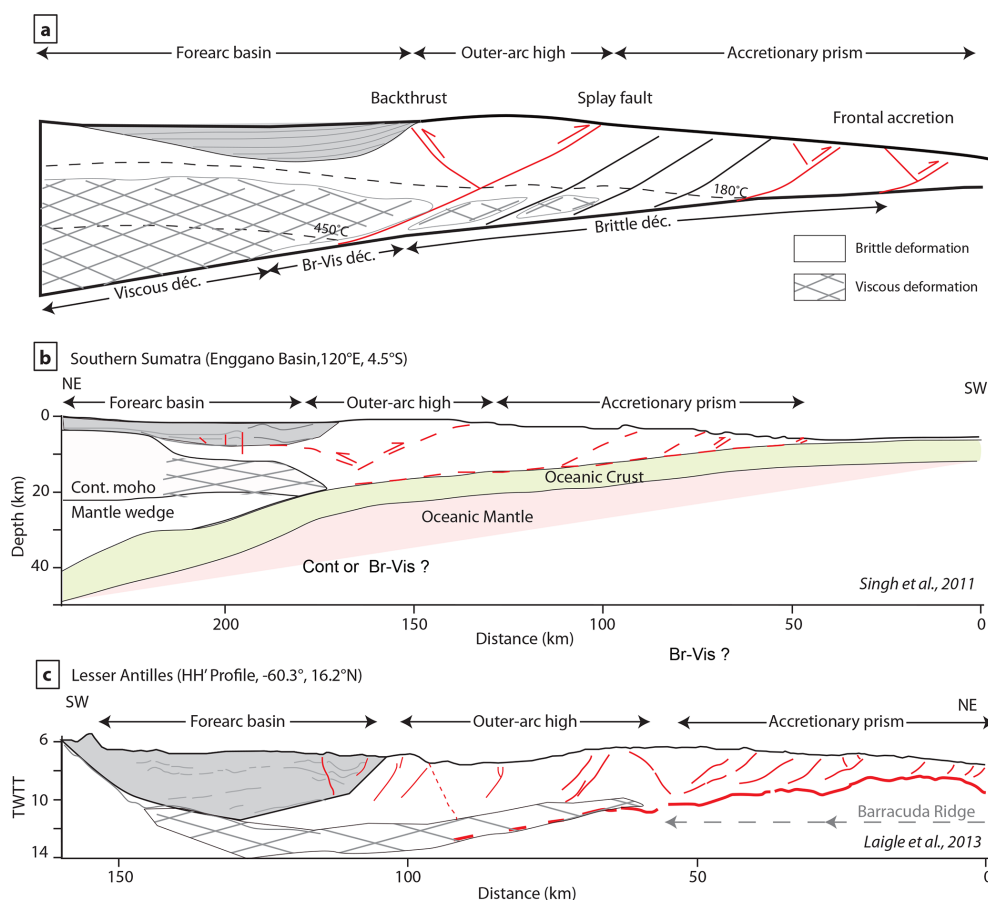 a
Forearc basin
Outer-arc high
Accretionary prism
Backthrust
Splay fault
Frontal accretion
180°C
450°C
Brittle déc.
Br-Vis déc.
Viscous déc.
Brittle deformation
Viscous deformation
b Southern Sumatra (Enggano Basin,120°E, 4.5°S)
NE
SW
Forearc basin
Outer-arc high
Accretionary prism
0
20
40
Depth (km)
Cont. moho
Mantle wedge
Oceanic Crust
Oceanic Mantle
Cont or Br-Vis ?
Singh et al., 2011
200 150 100 50 0
Distance (km)
Br-Vis ?
c Lesser Antilles (HH' Profile, -60.3°, 16.2°N)
SW
NE
Forearc basin
Outer-arc high
Accretionary prism
6
10
14
TWTT
Barracuda Ridge
Laigle et al., 2013
150 100 50 0
Distance (km)